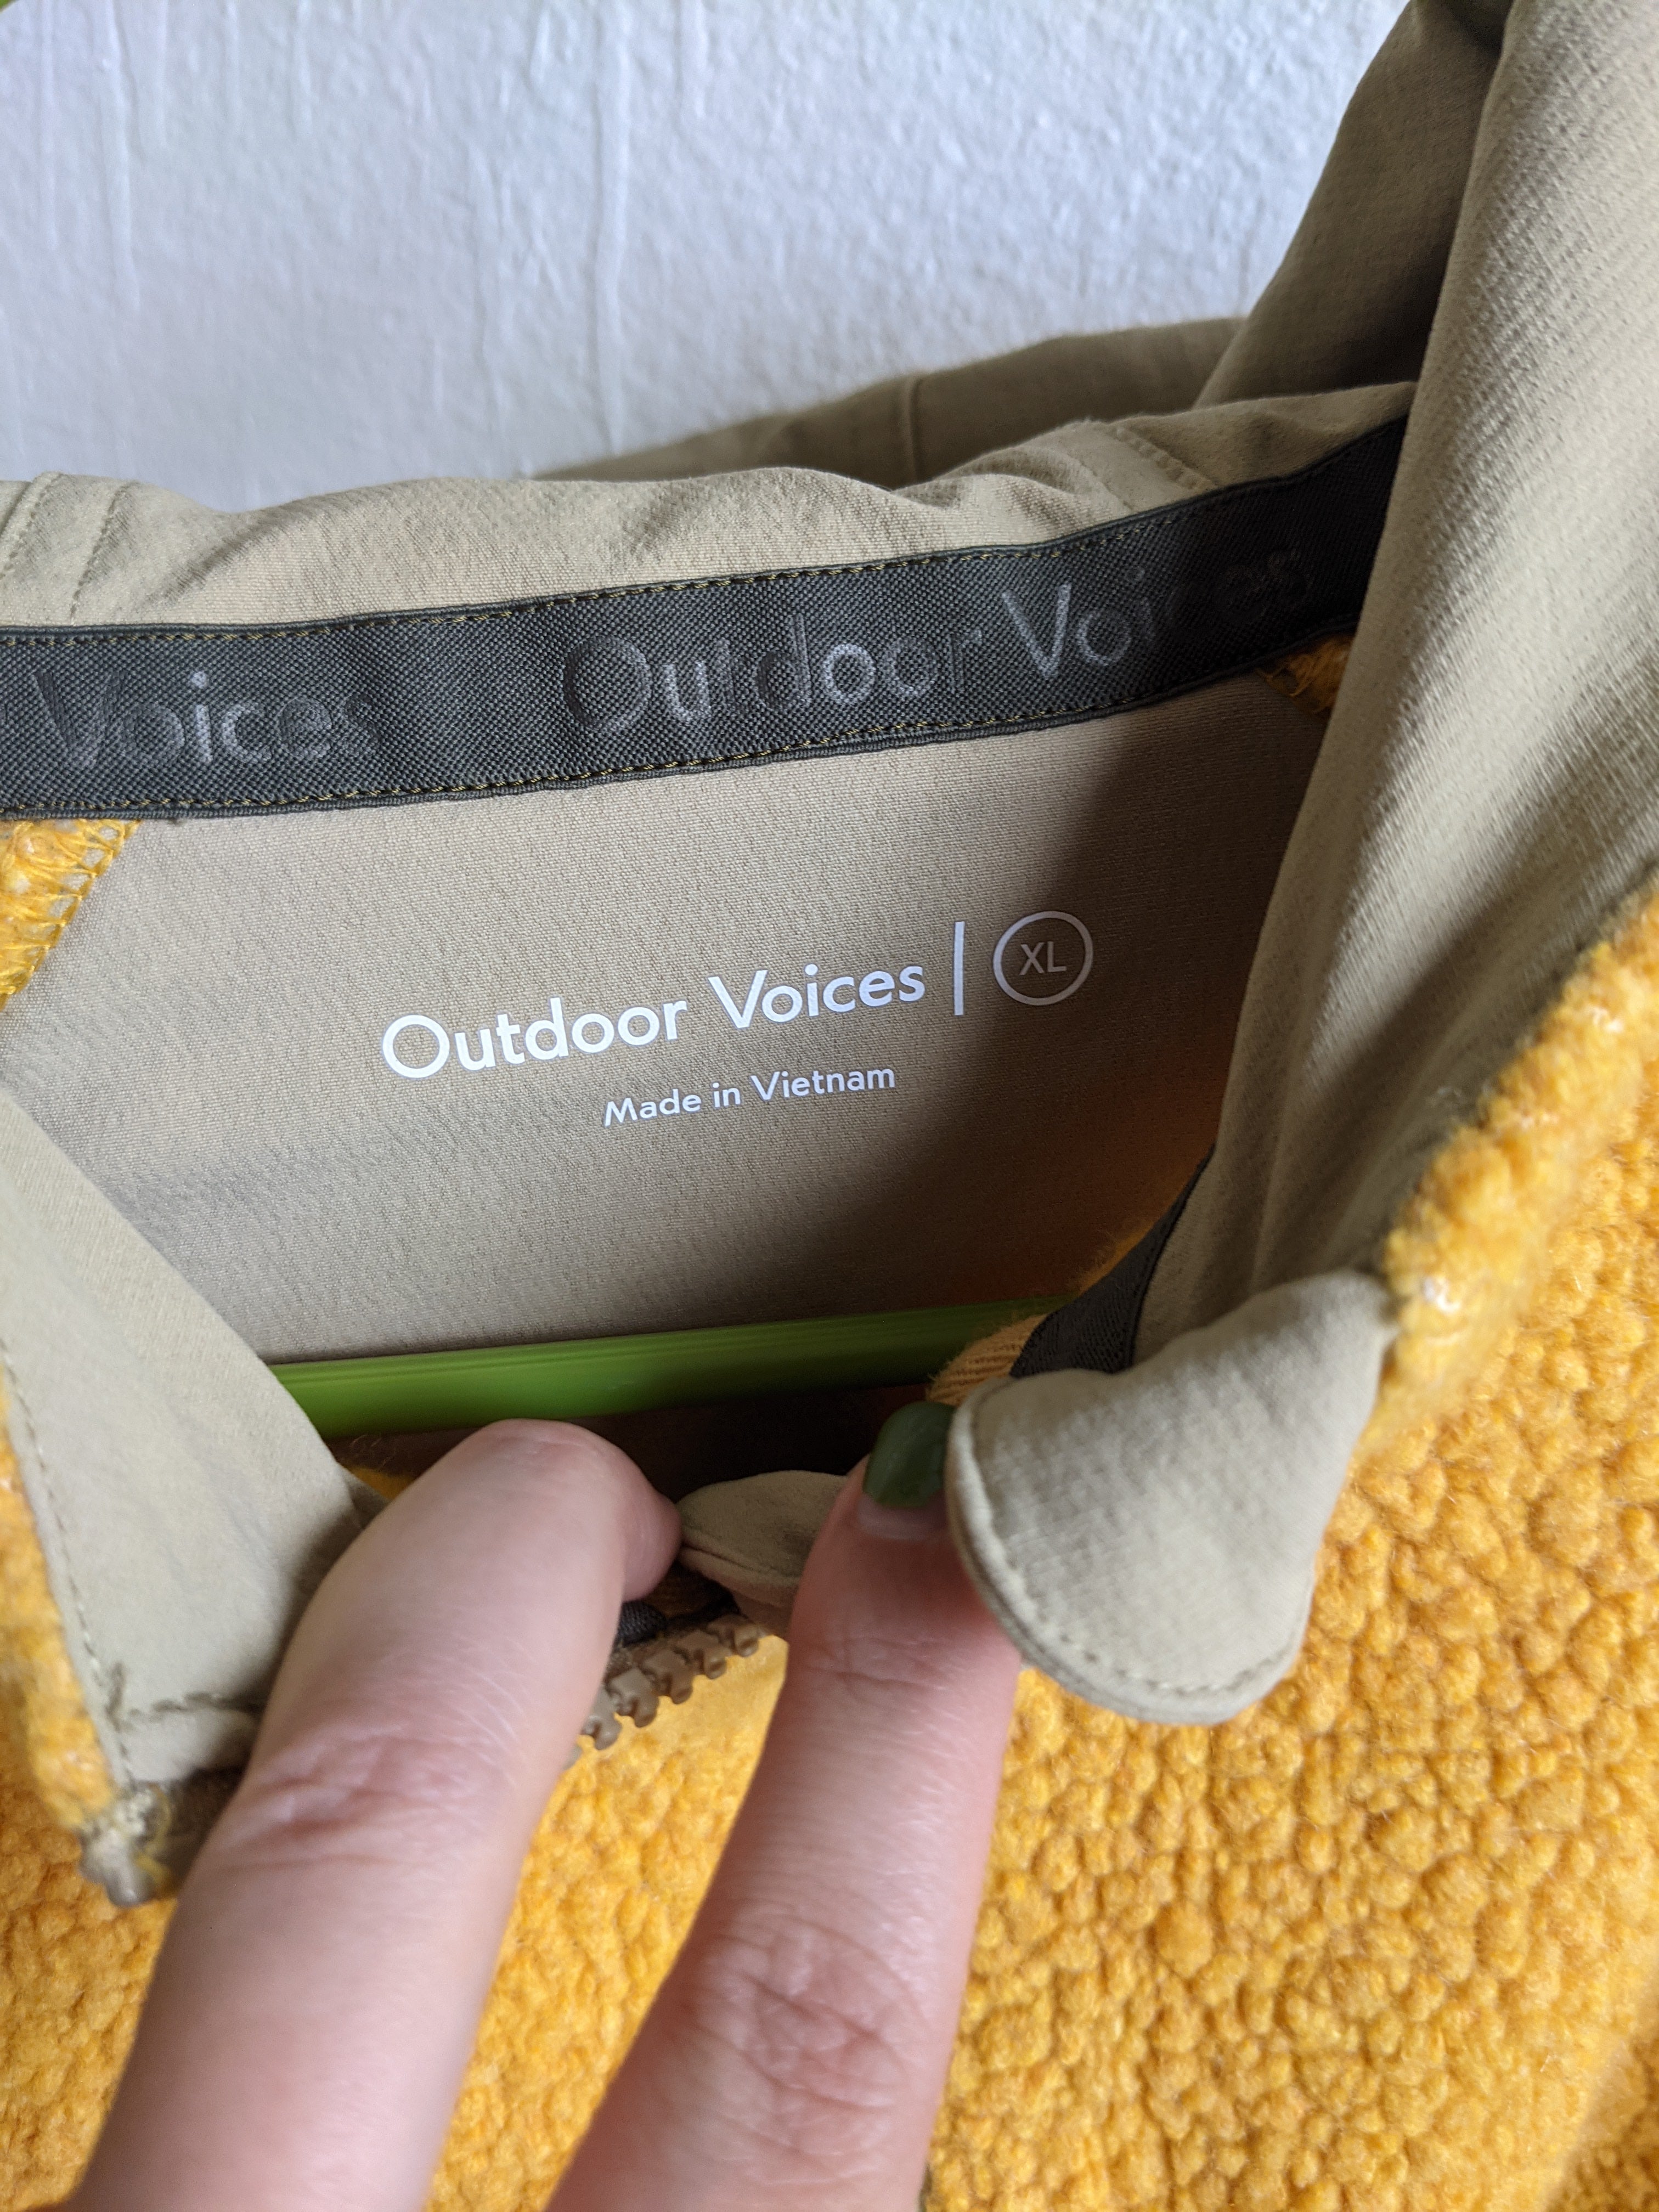 Voices Outdoor Voices
Outdoor Voices | XL
Made in Vietnam